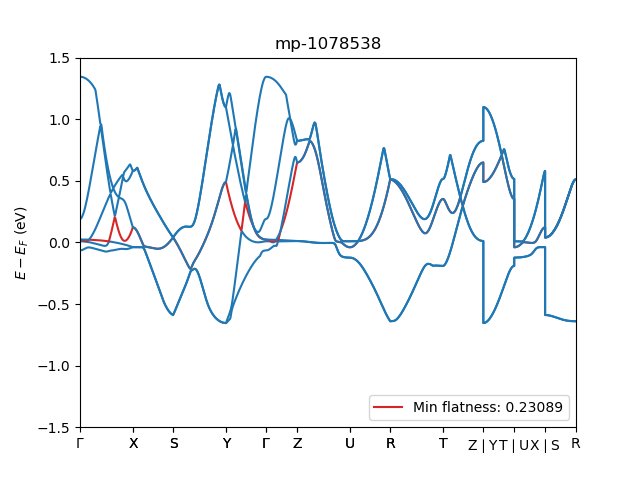 mp-1078538
E − E_F (eV)
1.5
1.0
0.5
0.0
−0.5
−1.0
−1.5
Min flatness: 0.23089
Γ X S Y Γ Z U R T Z|Y T|U X|S R